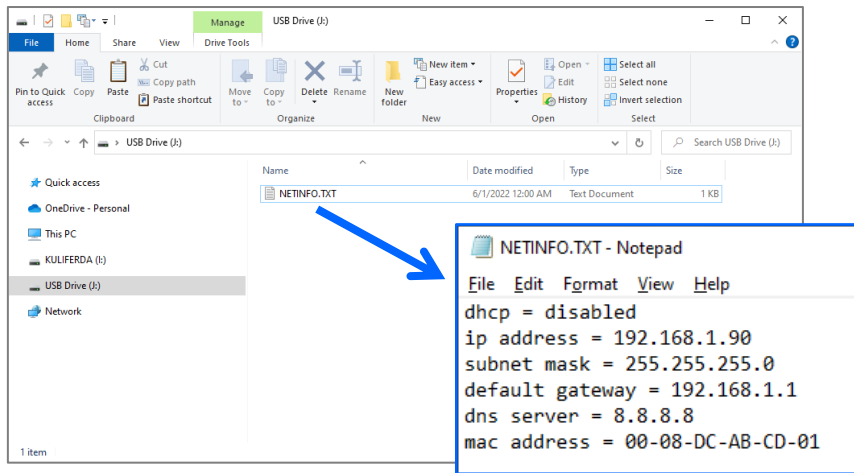 Manage
USB Drive (J:)
File Home Share View Drive Tools
Pin to Quick access
Copy
Paste
Cut
Copy path
Paste shortcut
Clipboard
Move to
Copy to
Delete
Rename
Organize
New folder
New item
Easy access
New
Properties
Open
Edit
History
Open
Select all
Select none
Invert selection
Select
USB Drive (J:)
Search USB Drive (J:)
Quick access
OneDrive - Personal
This PC
KULIFERDA (I:)
USB Drive (J:)
Network
Name Date modified Type Size
NETINFO.TXT 6/1/2022 12:00 AM Text Document 1 KB
1 item
NETINFO.TXT - Notepad
File Edit Format View Help
dhcp = disabled
ip address = 192.168.1.90
subnet mask = 255.255.255.0
default gateway = 192.168.1.1
dns server = 8.8.8.8
mac address = 00-08-DC-AB-CD-01